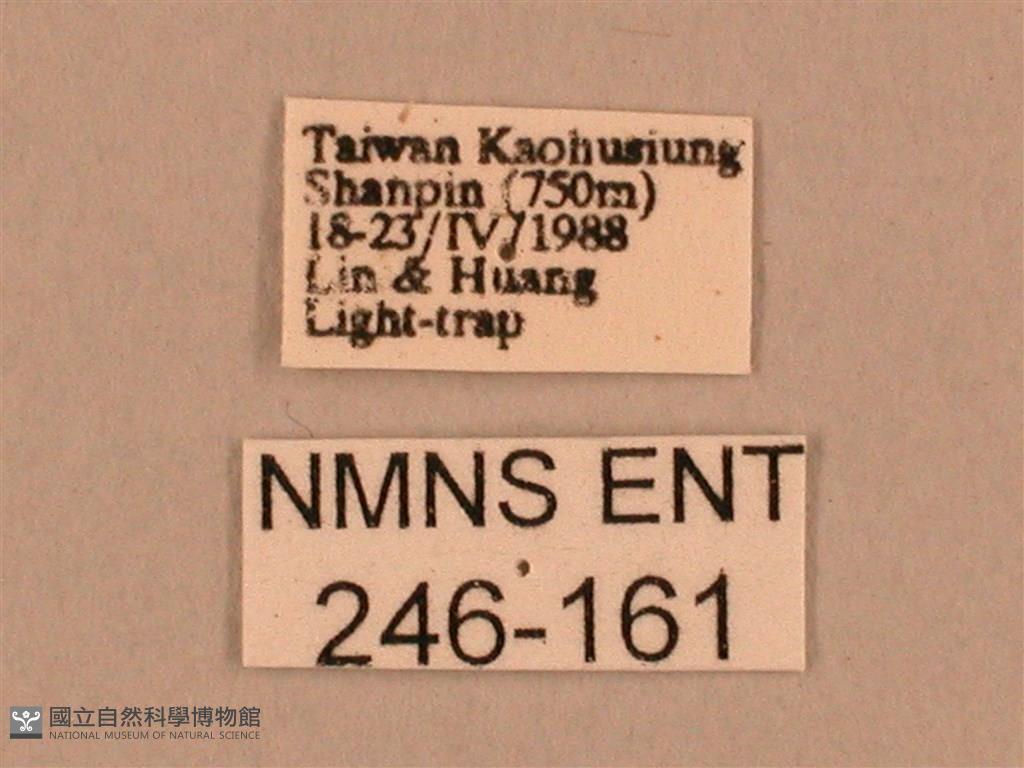 Taiwan Kaohusiung
Shanpin (750m)
18-23/IV/1988
Lin & Huang
Light-trap
NMNS ENT
246-161
國立自然科學博物館
NATIONAL MUSEUM OF NATURAL SCIENCE